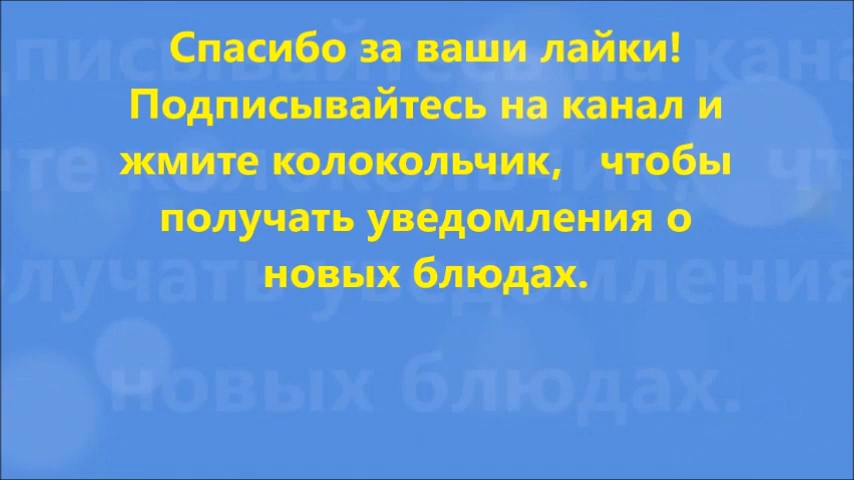 Спасибо за ваши лайки!
Подписывайтесь на канал и
жмите колокольчик,   чтобы
получать уведомления о
новых блюдах.